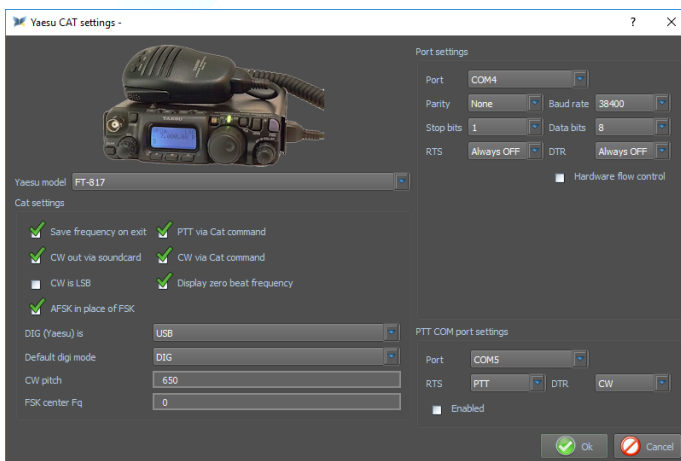 Yaesu CAT settings -
? X
YAESU
Yaesu model FT-817
Cat settings
Save frequency on exit PTT via Cat command
CW out via soundcard CW via Cat command
CW is LSB Display zero beat frequency
AFSK in place of FSK
DIG (Yaesu) is USB
Default digi mode DIG
CW pitch 650
FSK center Fq 0
Port settings
Port COM4
Parity None Baud rate 38400
Stop bits 1 Data bits 8
RTS Always OFF DTR Always OFF
Hardware flow control
PTT COM port settings
Port COM5
RTS PTT DTR CW
Enabled
Ok Cancel